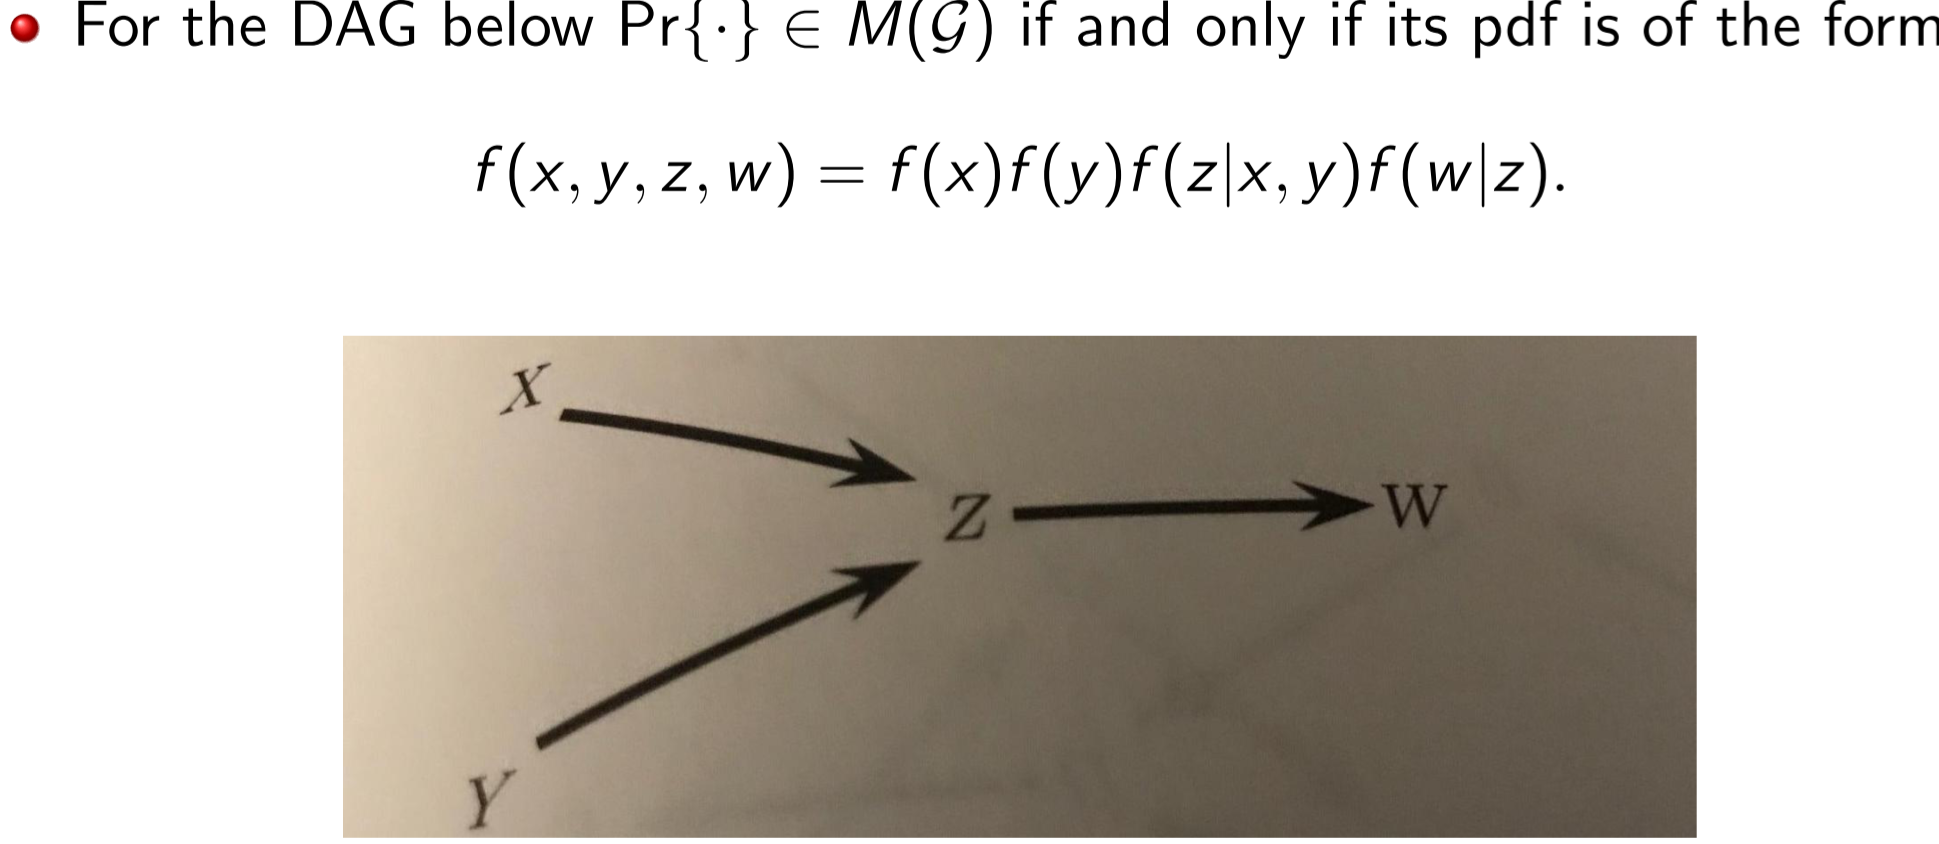 For the DAG below Pr{·} ∈ M(𝒢) if and only if its pdf is of the form
f(x, y, z, w) = f(x)f(y)f(z|x, y)f(w|z).
X
Z W
Y